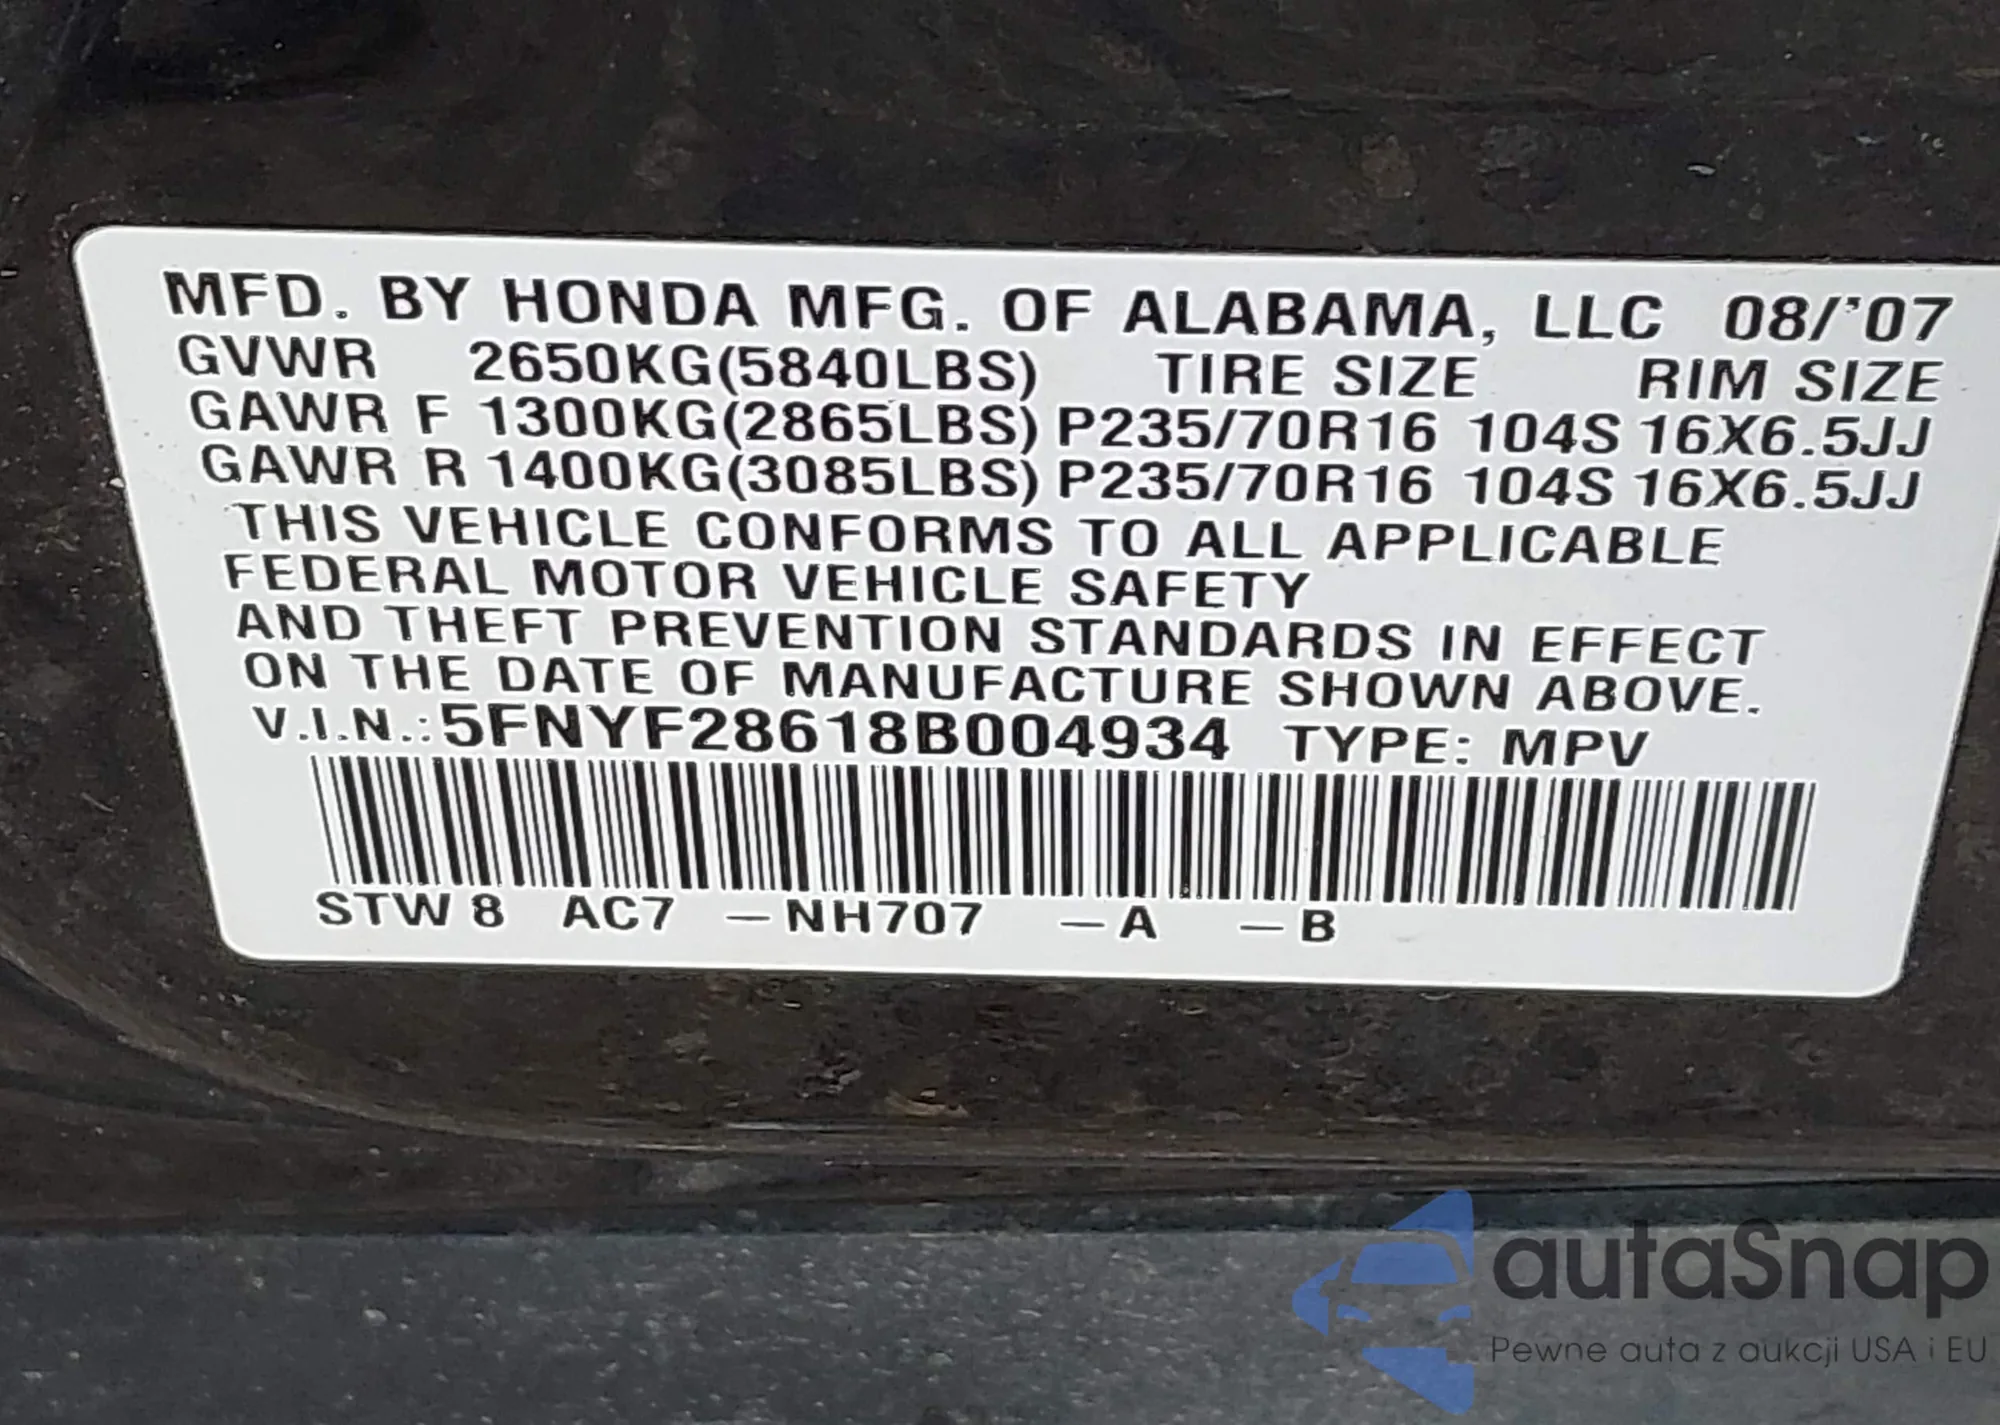 MFD. BY HONDA MFG. OF ALABAMA, LLC 08/'07
GVWR 2650KG(5840LBS) TIRE SIZE RIM SIZE
GAWR F 1300KG(2865LBS) P235/70R16 104S 16X6.5JJ
GAWR R 1400KG(3085LBS) P235/70R16 104S 16X6.5JJ
THIS VEHICLE CONFORMS TO ALL APPLICABLE
FEDERAL MOTOR VEHICLE SAFETY
AND THEFT PREVENTION STANDARDS IN EFFECT
ON THE DATE OF MANUFACTURE SHOWN ABOVE.
V.I.N.: 5FNYF28618B004934 TYPE: MPV
STW8 AC7 -NH707 -A -B
autaSnap
Pewne auta z aukcji USA i EU